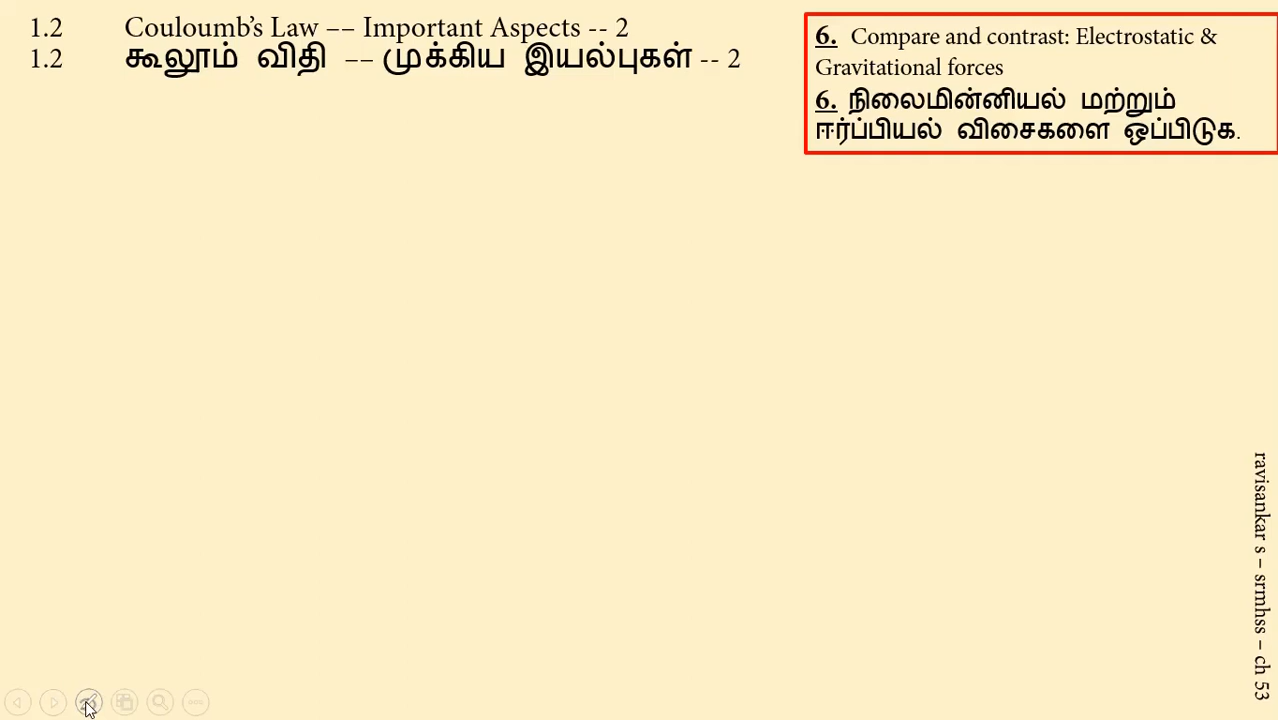 1.2 Couloumb’s Law –– Important Aspects -- 2
1.2 கூலூம் விதி –– முக்கிய இயல்புகள் -- 2
6. Compare and contrast: Electrostatic &
Gravitational forces
6. நிலைமின்னியல் மற்றும்
ஈர்ப்பியல் விசைகளை ஒப்பிடுக.
ravisankar s – srmhss – ch 53